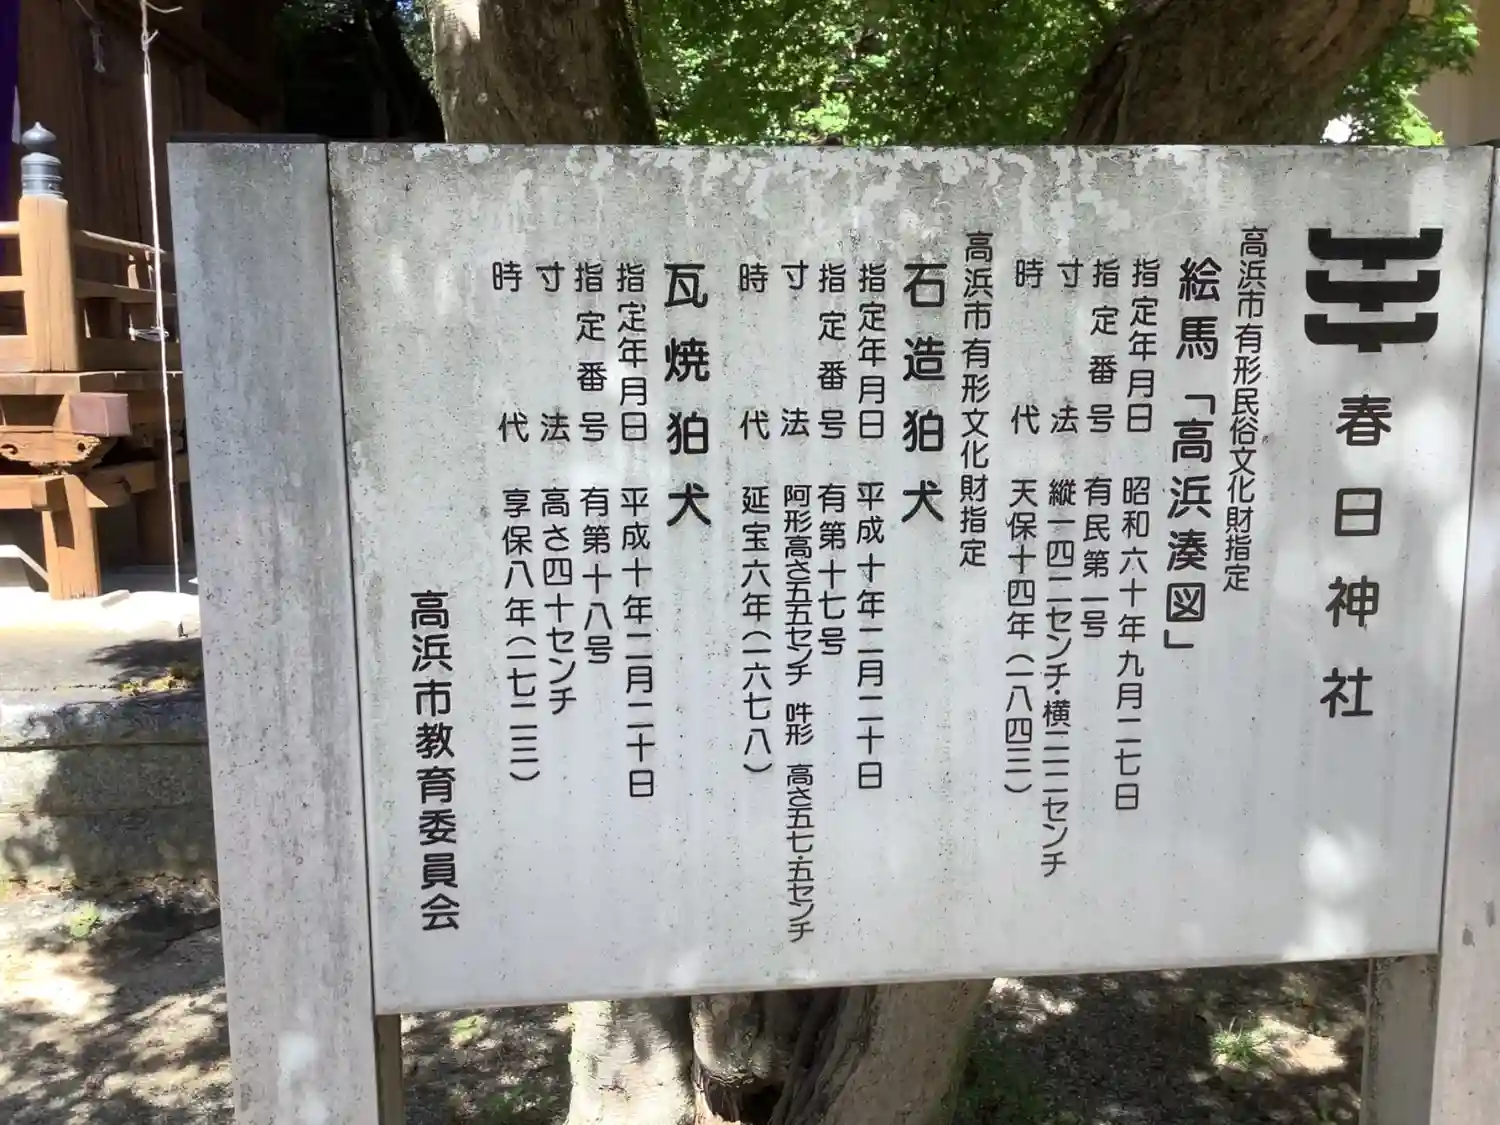 春日神社
高浜市有形民俗文化財指定
絵馬「高浜湊図」
指定年月日 昭和六十年九月二七日
指定番号 有民第二号
寸法 縦一四二センチ・横二二二センチ
時代 天保十四年(一八四三)
高浜市有形文化財指定
石造狛犬
指定年月日 平成十年二月二十日
指定番号 有第十七号
寸法 阿形高さ五五センチ 吽形 高さ五七・五センチ
時代 延宝六年(一六七八)
瓦焼狛犬
指定年月日 平成十年二月二十日
指定番号 有第十八号
寸法 高さ四十センチ
時代 享保八年(一七二三)
高浜市教育委員会